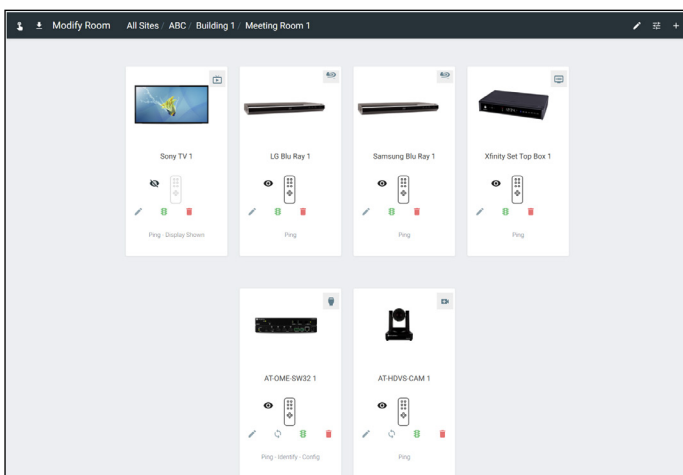 Modify Room All Sites / ABC / Building 1 / Meeting Room 1
Sony TV 1
LG Blu Ray 1
Samsung Blu Ray 1
Xfinity Set Top Box 1
Ping - Display Shown
Ping
Ping
Ping
AT-OME-SW32 1
AT-HDVS-CAM 1
Ping - Identify - Config
Ping